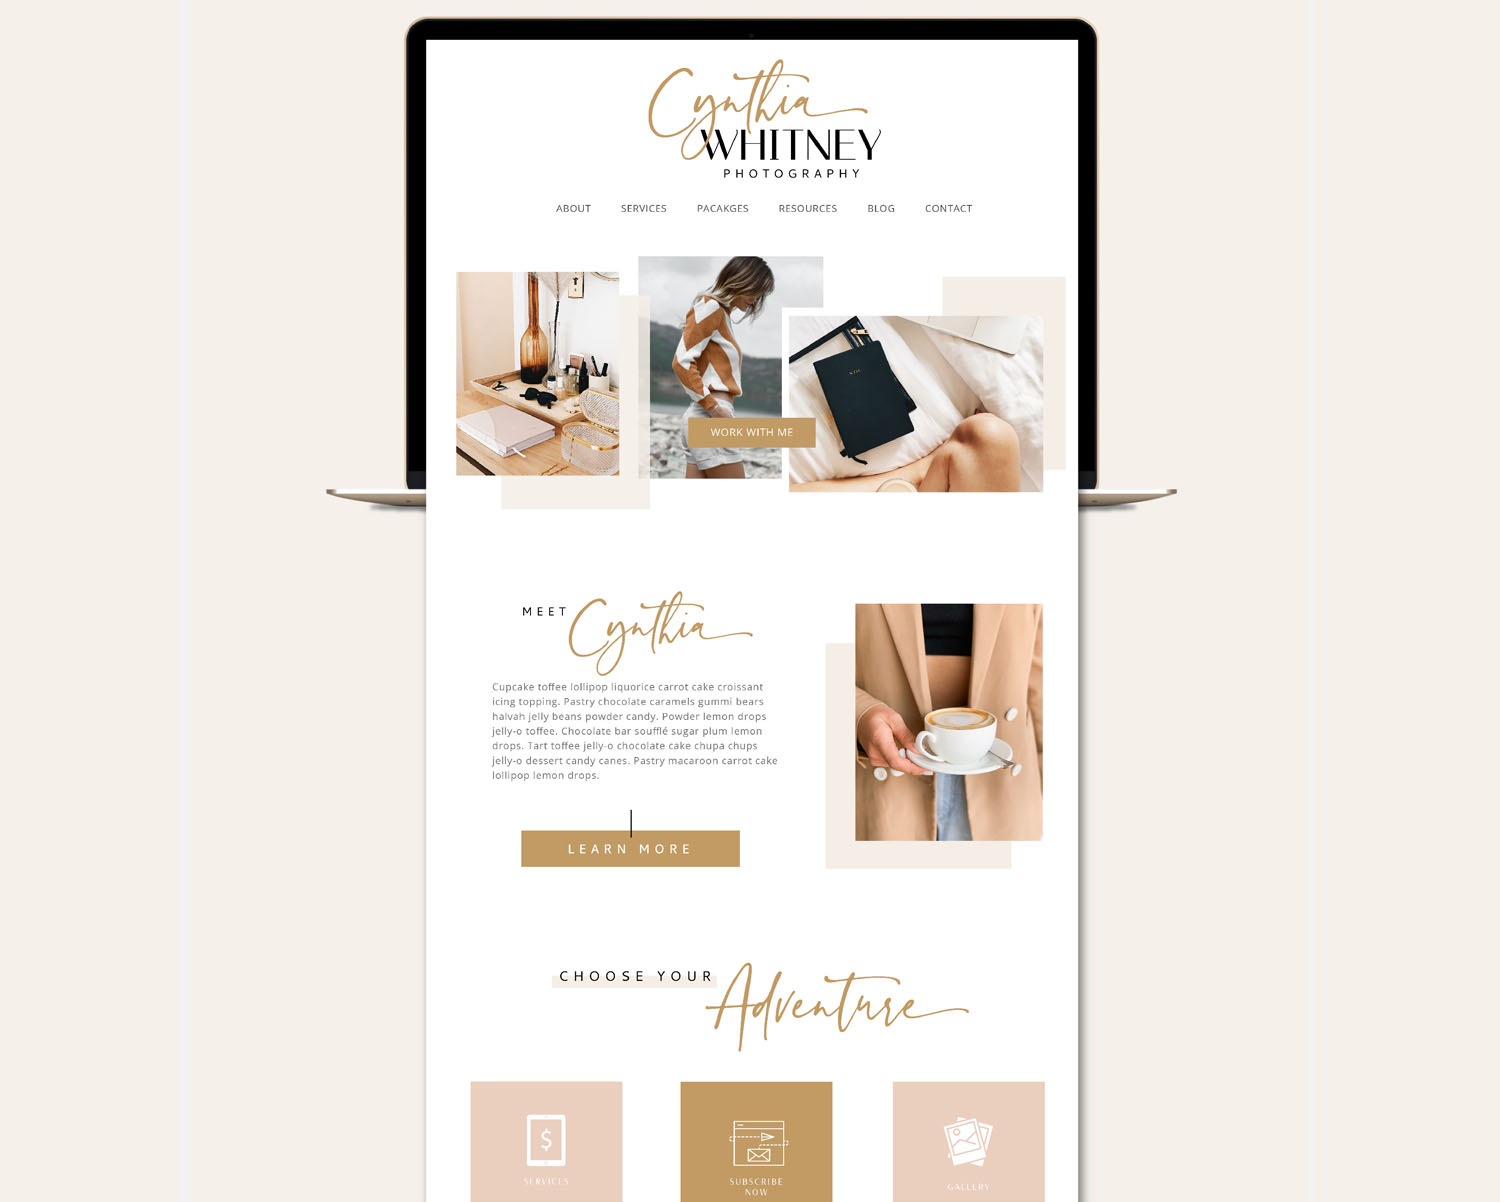 Cynthia
WHITNEY
PHOTOGRAPHY
ABOUT SERVICES PACAKGES RESOURCES BLOG CONTACT
WORK WITH ME
MEET Cynthia
Cupcake toffee lollipop liquorice carrot cake croissant
icing topping. Pastry chocolate caramels gummi bears
halvah jelly beans powder candy. Powder lemon drops
jelly-o toffee. Chocolate bar soufflé sugar plum lemon
drops. Tart toffee jelly-o chocolate cake chupa chups
jelly-o dessert candy canes. Pastry macaroon carrot cake
lollipop lemon drops.
LEARN MORE
CHOOSE YOUR Adventure
$
SERVICES
SUBSCRIBE
NOW
GALLERY